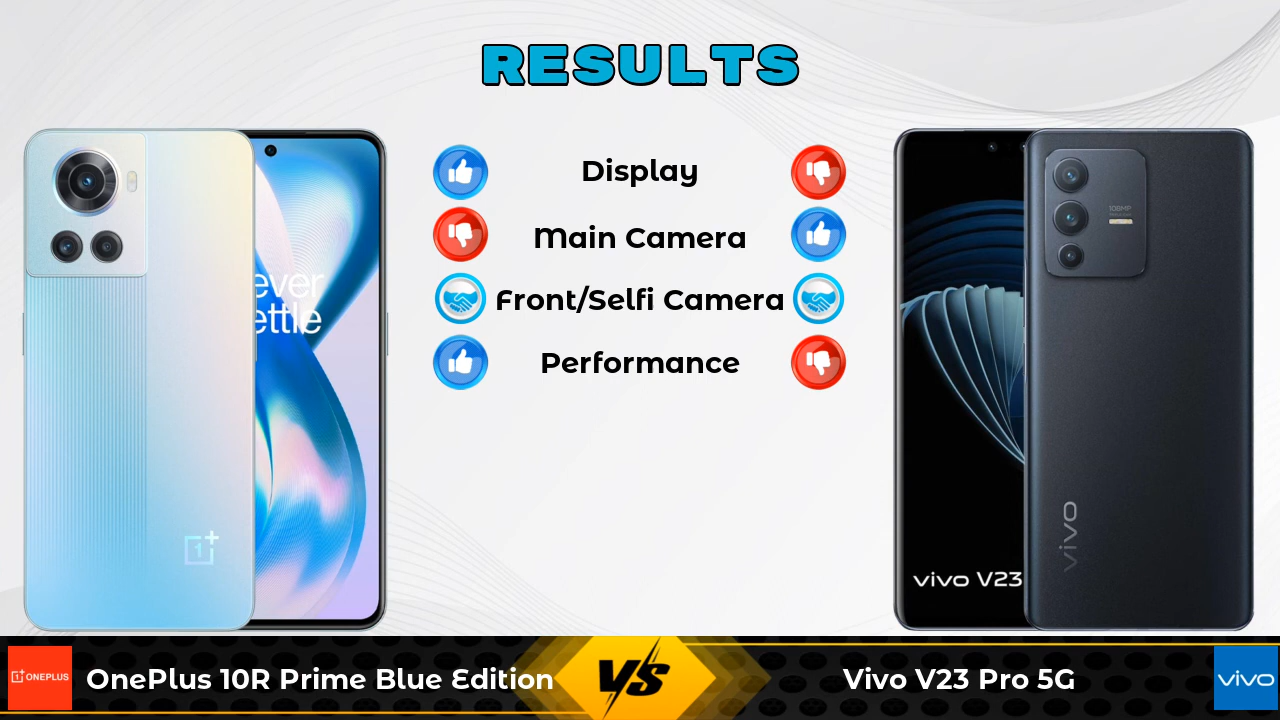 RESULTS
Display
Main Camera
Front/Selfi Camera
Performance
ever
ettle
108MP
vivo
vivo V23
ONEPLUS
OnePlus 10R Prime Blue Edition
VS
Vivo V23 Pro 5G
vivo